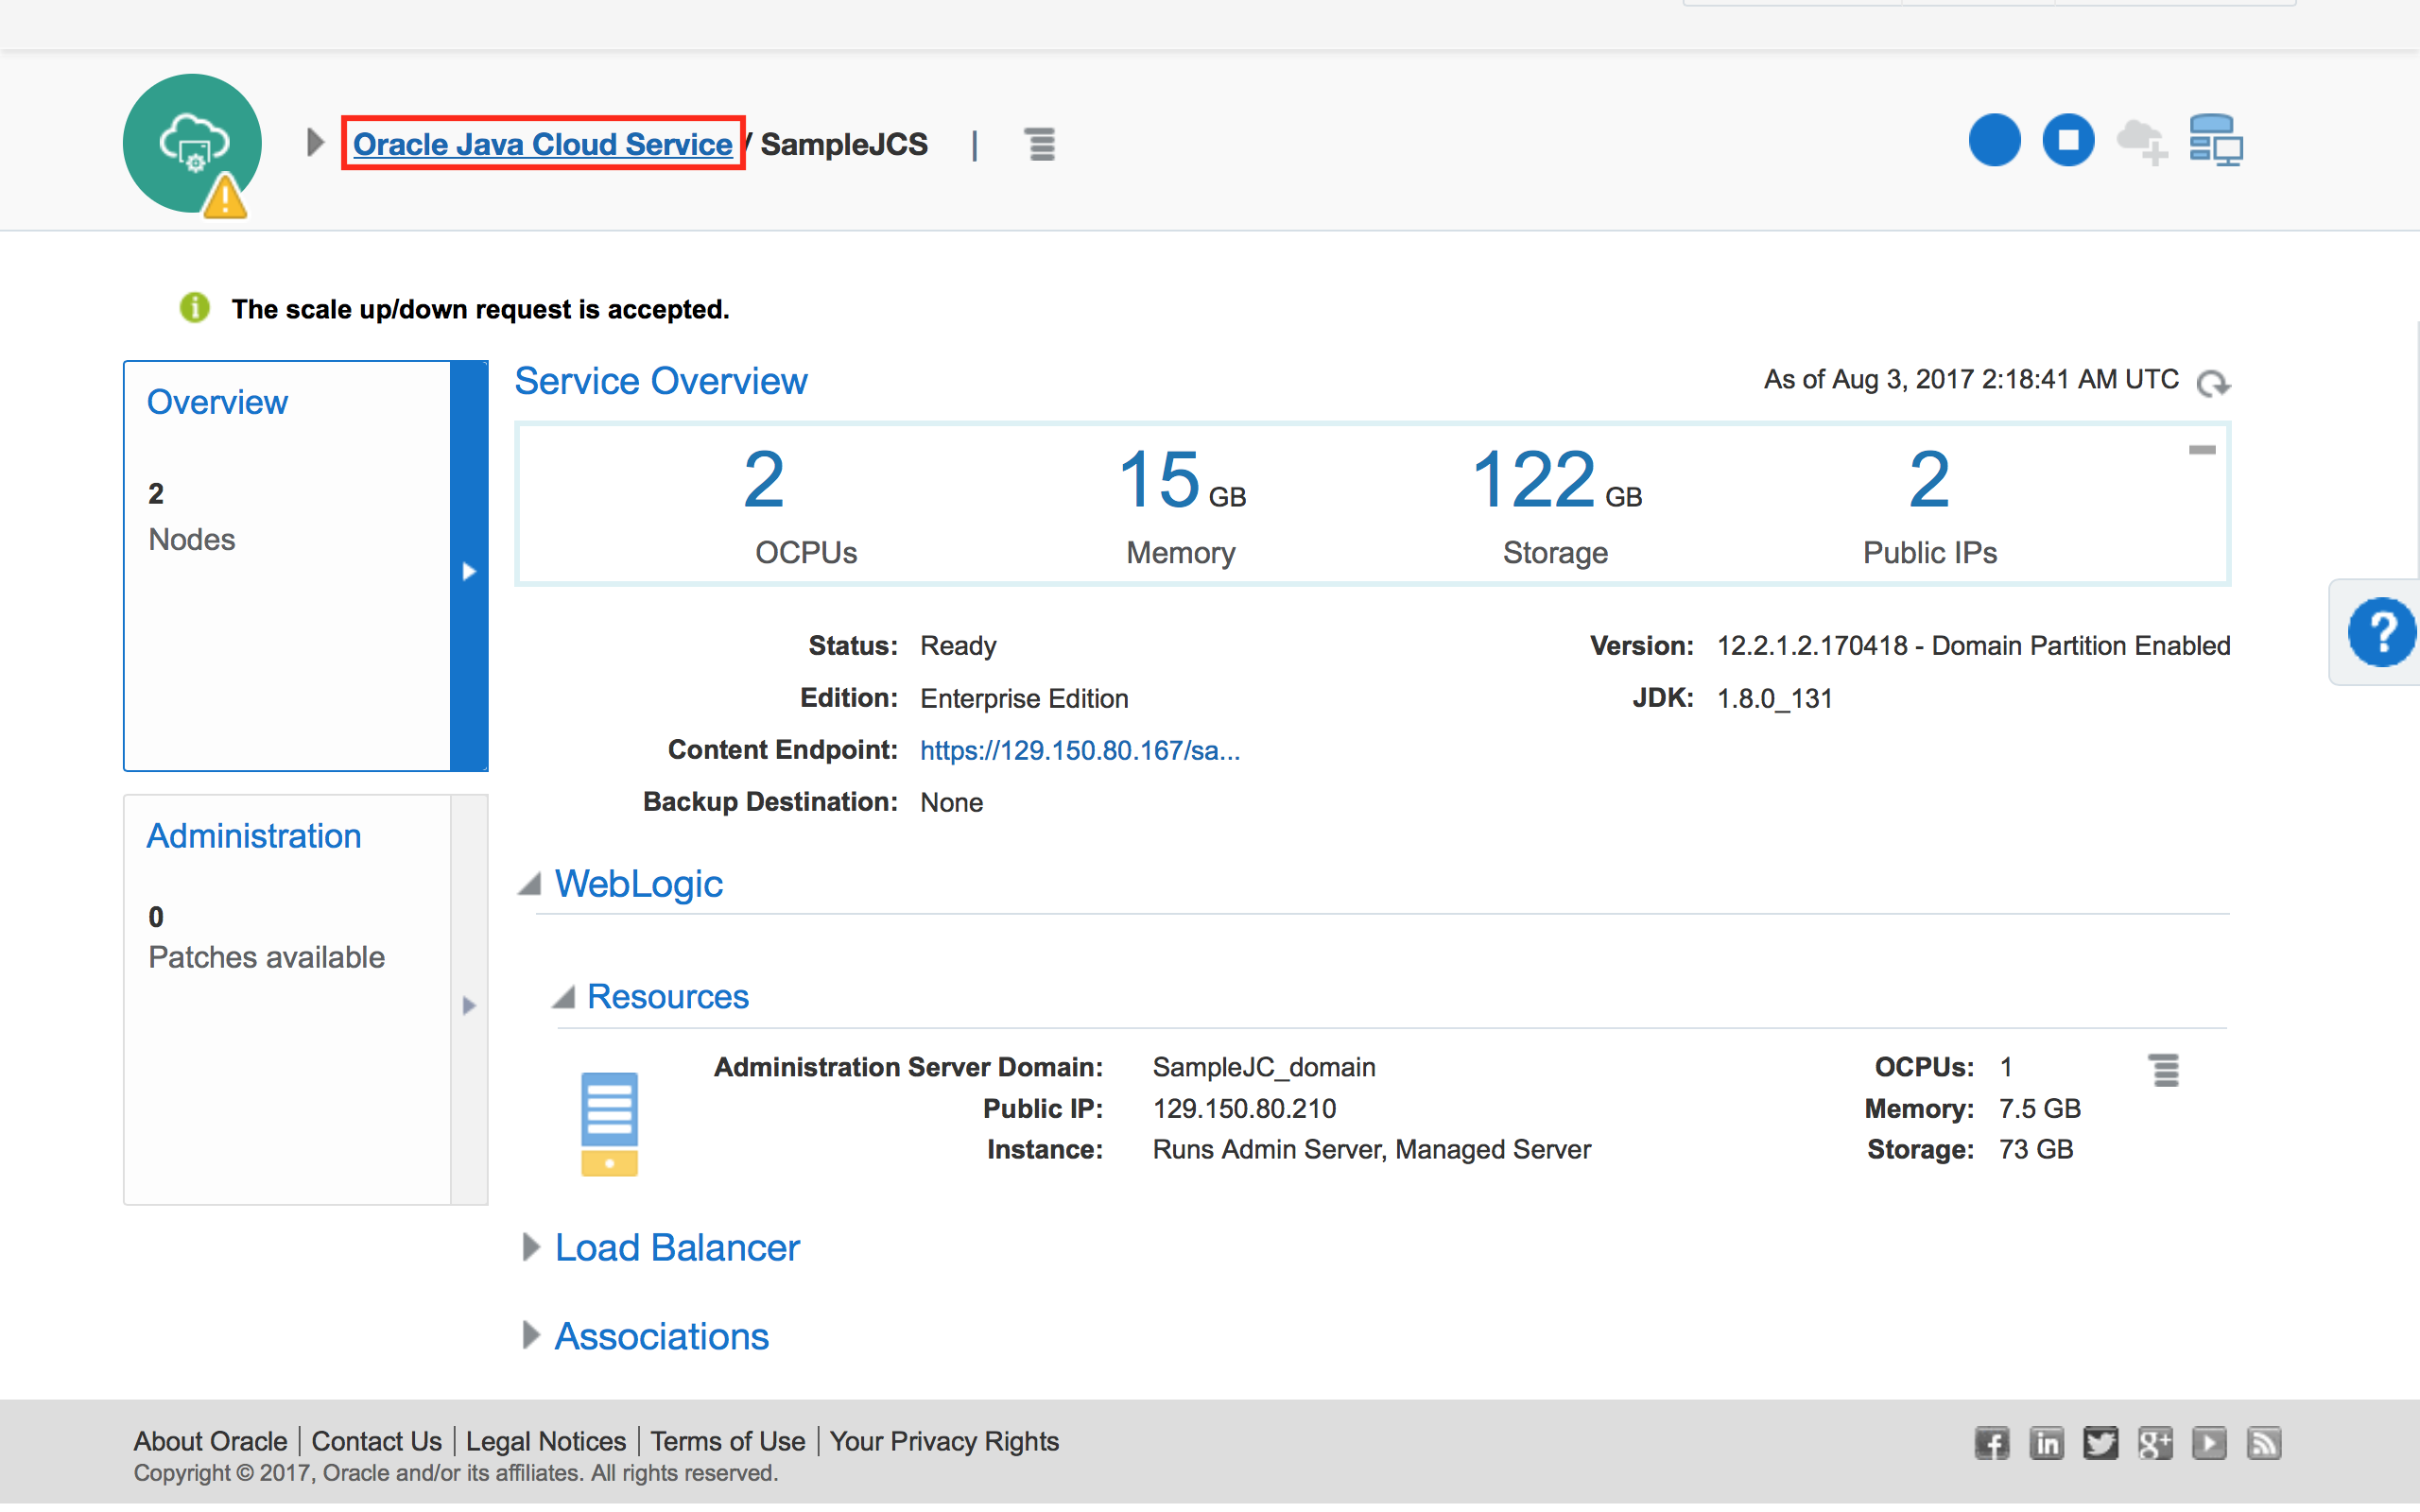 Oracle Java Cloud Service / SampleJCS |
The scale up/down request is accepted.
Overview
2
Nodes
Administration
0
Patches available
Service Overview
As of Aug 3, 2017 2:18:41 AM UTC
2 15 GB 122 GB 2
OCPUs Memory Storage Public IPs
Status: Ready Version: 12.2.1.2.170418 - Domain Partition Enabled
Edition: Enterprise Edition JDK: 1.8.0_131
Content Endpoint: https://129.150.80.167/sa...
Backup Destination: None
WebLogic
Resources
Administration Server Domain: SampleJC_domain OCPUs: 1
Public IP: 129.150.80.210 Memory: 7.5 GB
Instance: Runs Admin Server, Managed Server Storage: 73 GB
Load Balancer
Associations
?
About Oracle | Contact Us | Legal Notices | Terms of Use | Your Privacy Rights
Copyright © 2017, Oracle and/or its affiliates. All rights reserved.